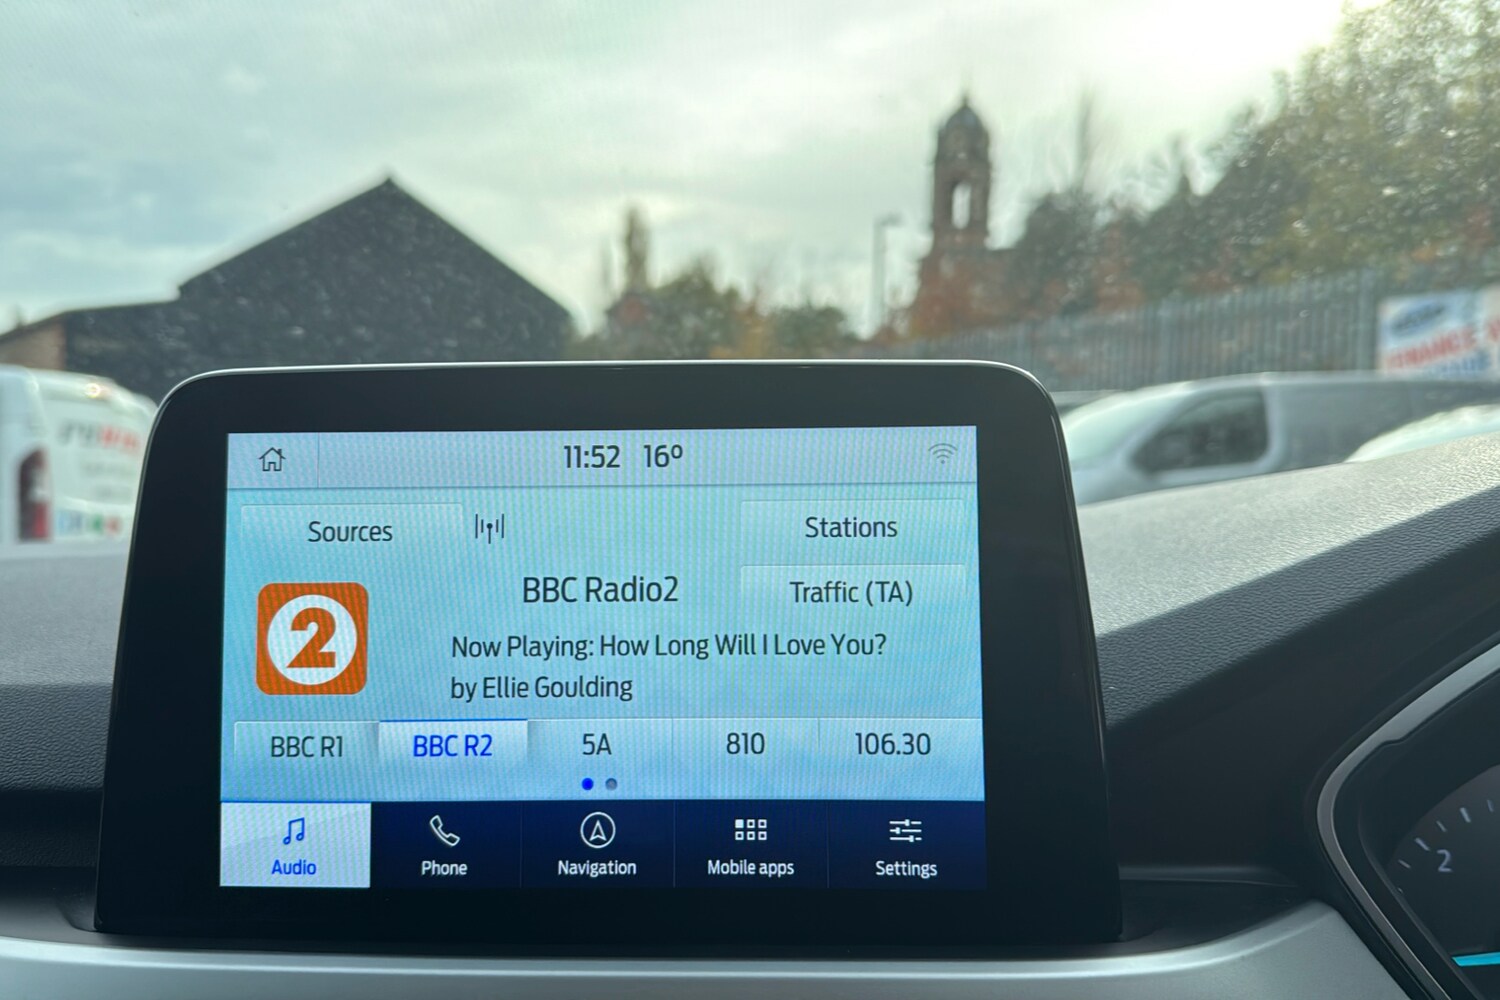 11:52 16°
Sources
Stations
BBC Radio2
Traffic (TA)
2
Now Playing: How Long Will I Love You?
by Ellie Goulding
BBC R1
BBC R2
5A
810
106.30
Audio
Phone
Navigation
Mobile apps
Settings
2